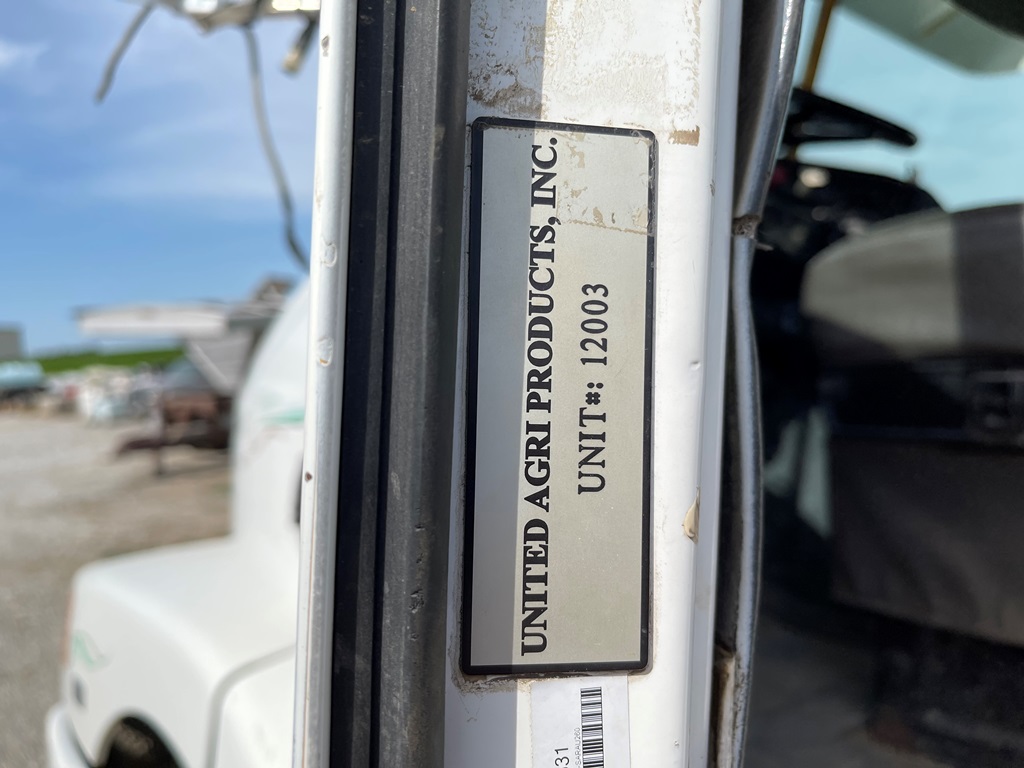 UNITED AGRI PRODUCTS, INC.
UNIT#: 12003